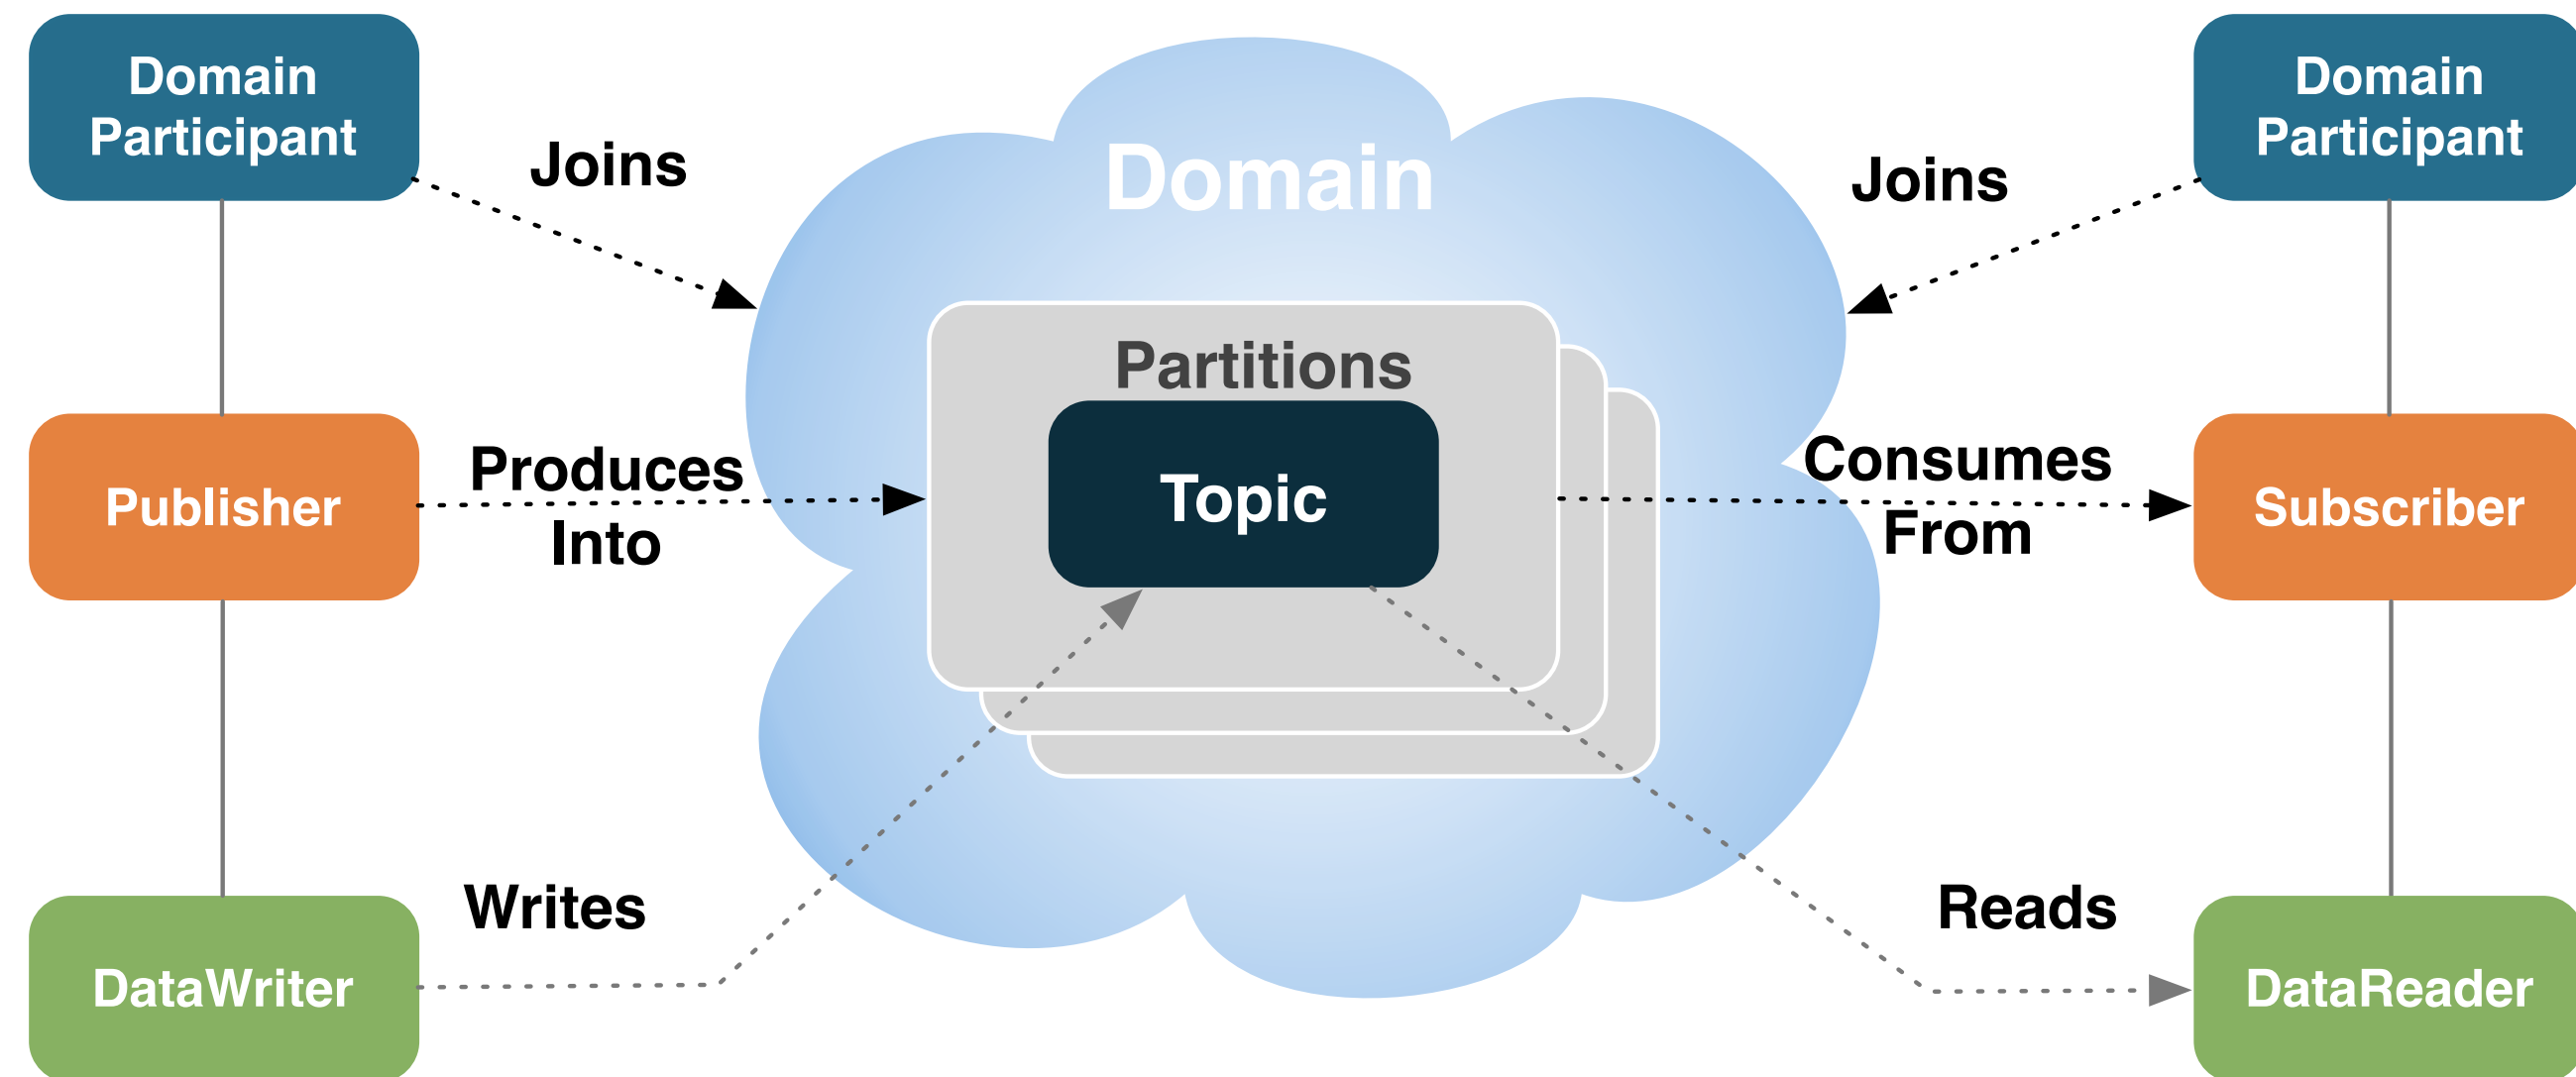 Domain
Participant
Joins
Domain
Joins
Domain
Participant
Partitions
Publisher
Produces
Into
Topic
Consumes
From
Subscriber
DataWriter
Writes
Reads
DataReader